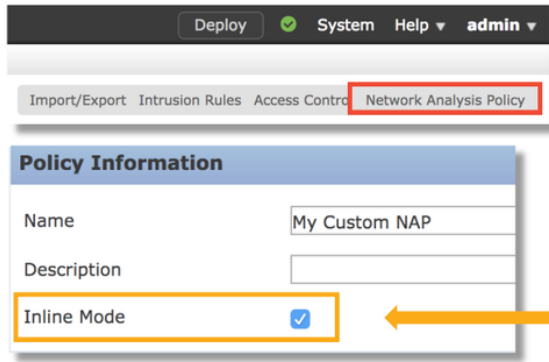 Deploy System Help admin
Import/Export Intrusion Rules Access Contro Network Analysis Policy
Policy Information
Name My Custom NAP
Description
Inline Mode